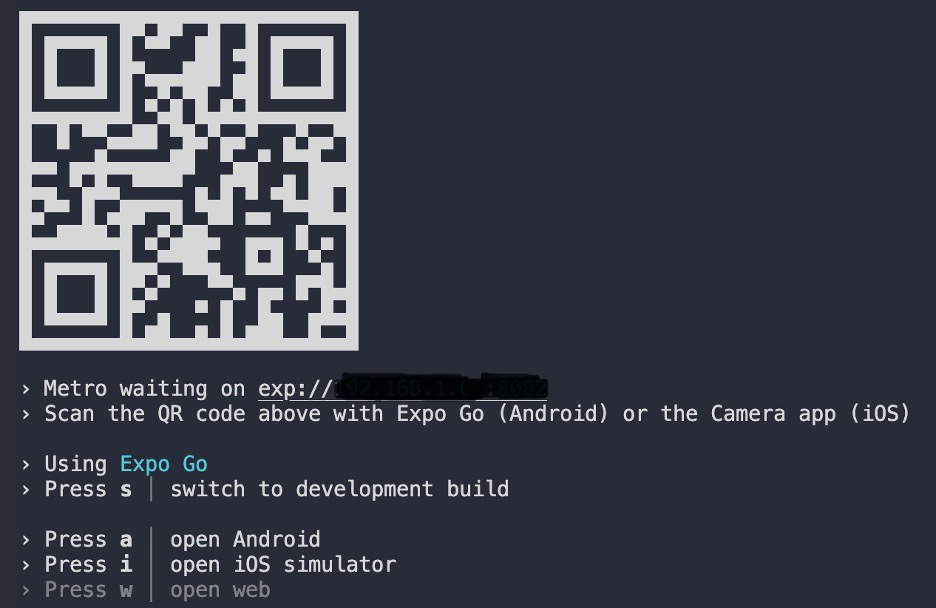 › Metro waiting on exp://
› Scan the QR code above with Expo Go (Android) or the Camera app (iOS)
› Using Expo Go
› Press s │ switch to development build
› Press a │ open Android
› Press i │ open iOS simulator
› Press w │ open web